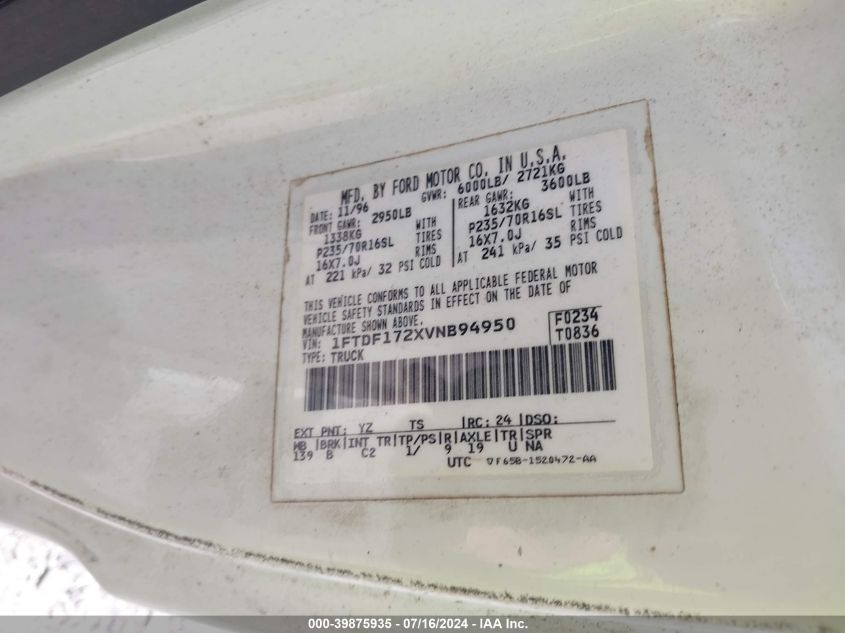 MFD. BY FORD MOTOR CO. IN U.S.A.
DATE: 11/96 GVWR: 6000LB/ 2721KG
FRONT GAWR: 2950LB REAR GAWR: 3600LB
1338KG WITH 1632KG WITH
P235/70R16SL TIRES P235/70R16SL TIRES
16X7.0J RIMS 16X7.0J RIMS
AT 221 kPa/ 32 PSI COLD AT 241 kPa/ 35 PSI COLD
THIS VEHICLE CONFORMS TO ALL APPLICABLE FEDERAL MOTOR
VEHICLE SAFETY STANDARDS IN EFFECT ON THE DATE OF
MANUFACTURE SHOWN ABOVE.
VIN: 1FTDF172XVNB94950 F0234
TYPE: TRUCK T0836
EXT PNT: YZ TS |RC: 24 |DSO:
WB |BRK|INT TR|TP/PS|R|AXLE|TR|SPR
139 B C2 1/ 9 19 U NA
UTC ▽F65B-1520472-AA
000-39875935 - 07/16/2024 - IAA Inc.